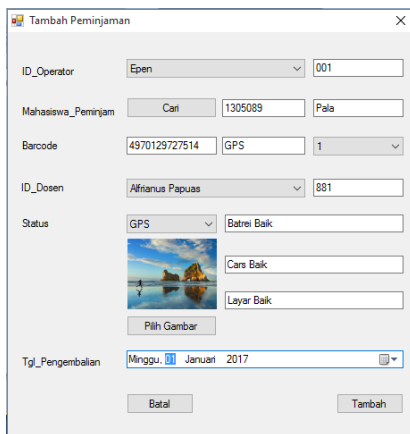 Tambah Peminjaman
ID_Operator Epen 001
Mahasiswa_Peminjam Cari 1305089 Pala
Barcode 4970129727514 GPS 1
ID_Dosen Alfrianus Papuas 881
Status GPS Batrei Baik
Cars Baik
Layar Baik
Pilih Gambar
Tgl_Pengembalian Minggu, 01 Januari 2017
Batal Tambah